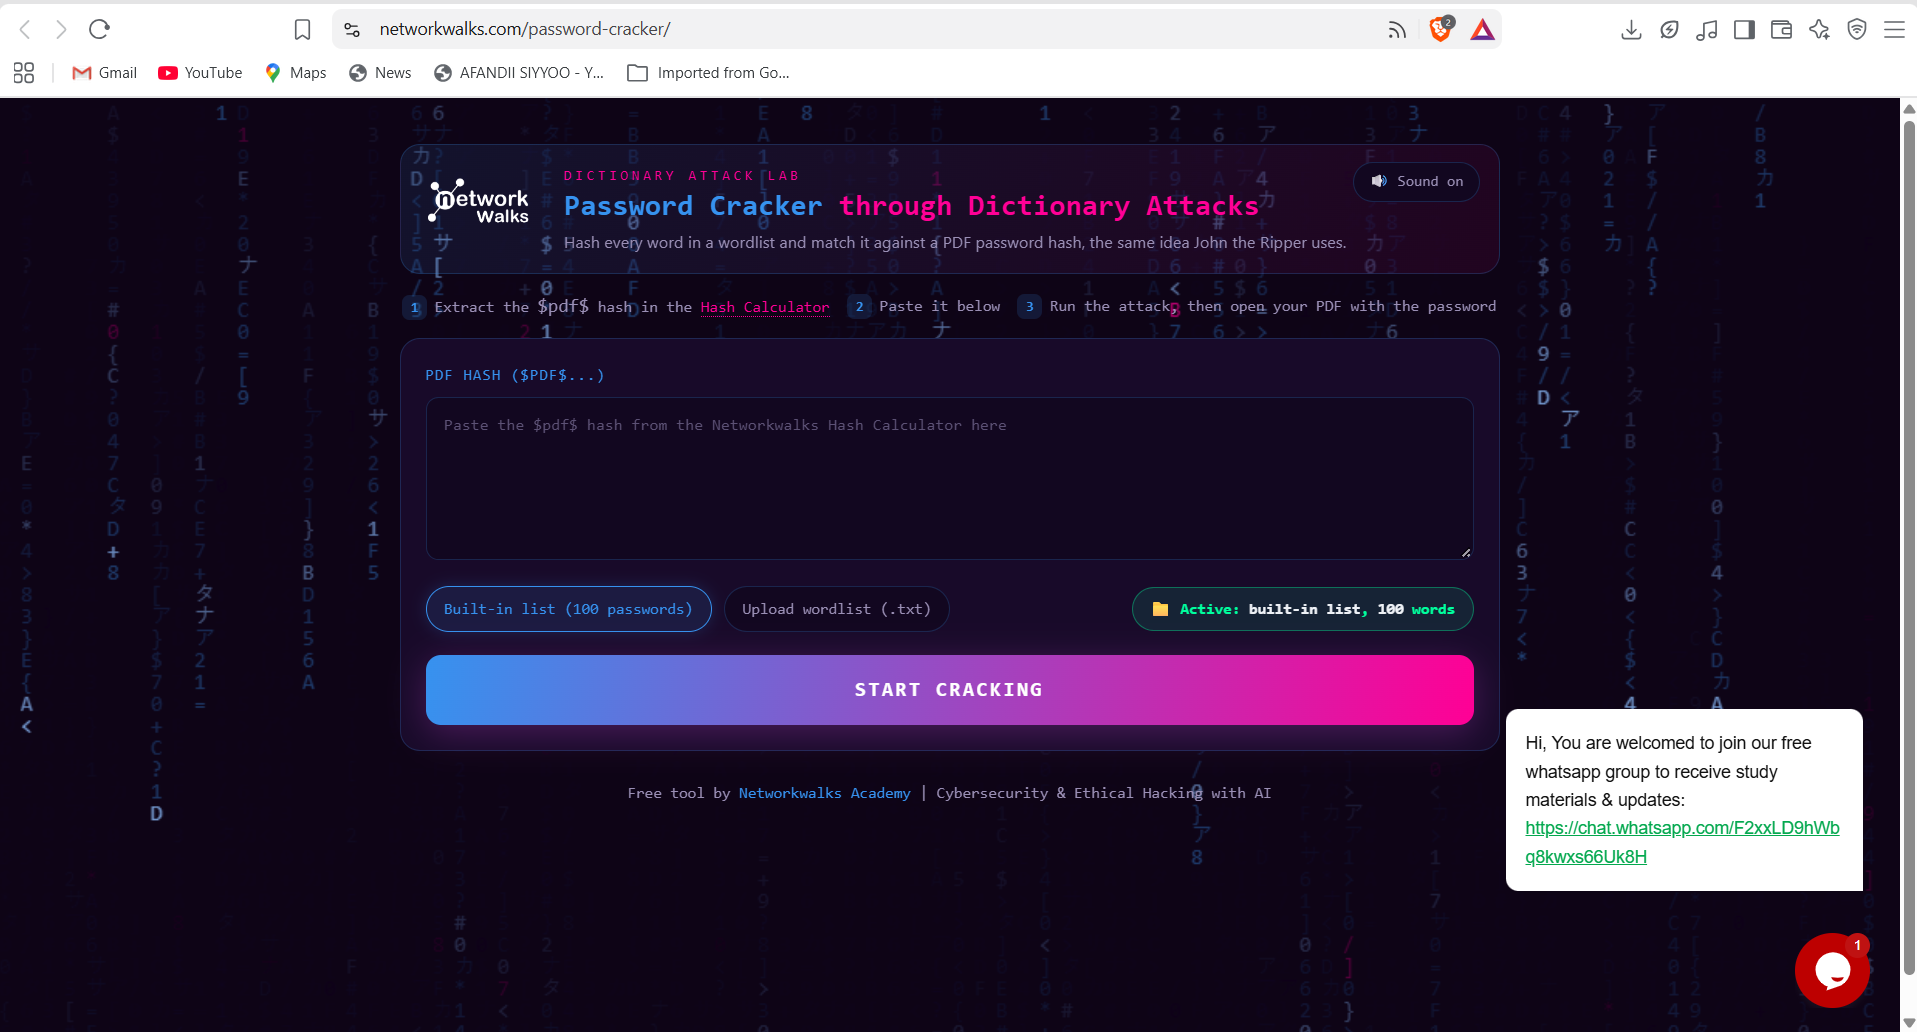 networkwalks.com/password-cracker/
2
Gmail
YouTube
Maps
News
AFANDII SIYYOO - Y...
Imported from Go...
network
Walks
DICTIONARY ATTACK LAB
Password Cracker through Dictionary Attacks
Hash every word in a wordlist and match it against a PDF password hash, the same idea John the Ripper uses.
Sound on
1 Extract the $pdf$ hash in the Hash Calculator 2 Paste it below 3 Run the attack, then open your PDF with the password
PDF HASH ($PDF$...)
Paste the $pdf$ hash from the Networkwalks Hash Calculator here
Built-in list (100 passwords)
Upload wordlist (.txt)
Active: built-in list, 100 words
START CRACKING
Free tool by Networkwalks Academy | Cybersecurity & Ethical Hacking with AI
Hi, You are welcomed to join our free
whatsapp group to receive study
materials & updates:
https://chat.whatsapp.com/F2xxLD9hWb
q8kwxs66Uk8H
1